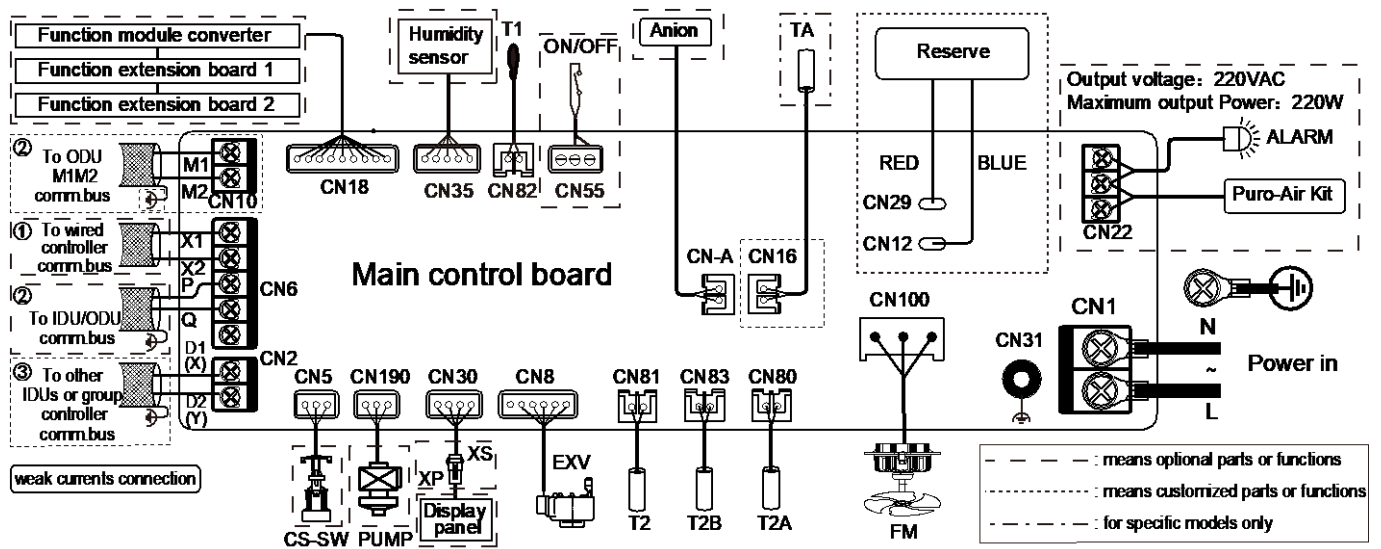 Function module converter
Function extension board 1
Function extension board 2
Humidity
sensor
T1
ON/OFF
Anion
TA
Reserve
Output voltage: 220VAC
Maximum output Power: 220W
ALARM
Puro-Air Kit
CN22
② To ODU
M1M2
comm.bus
M1
M2
CN10
CN18
CN35
CN82
CN55
RED
BLUE
CN29
CN12
① To wired
controller
comm.bus
X1
X2
② To IDU/ODU
comm.bus
P
Q
CN6
Main control board
CN-A
CN16
CN100
CN31
CN1
N
~
L
Power in
③ To other
IDUs or group
controller
comm.bus
D1
(X)
D2
(Y)
CN2
CN5
CN190
CN30
CN8
CN81
CN83
CN80
weak currents connection
CS-SW
PUMP
XS
XP
Display
panel
EXV
T2
T2B
T2A
FM
: means optional parts or functions
: means customrized parts or functions
: for specific models only